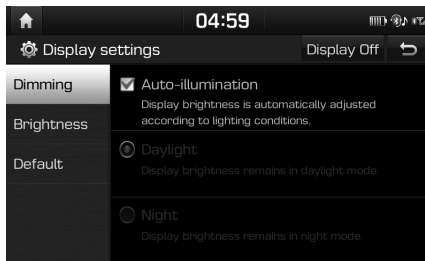 04:59
Display settings
Display Off
Dimming
Auto-illumination
Display brightness is automatically adjusted
according to lighting conditions.
Brightness
Daylight
Display brightness remains in daylight mode.
Default
Night
Display brightness remains in night mode.